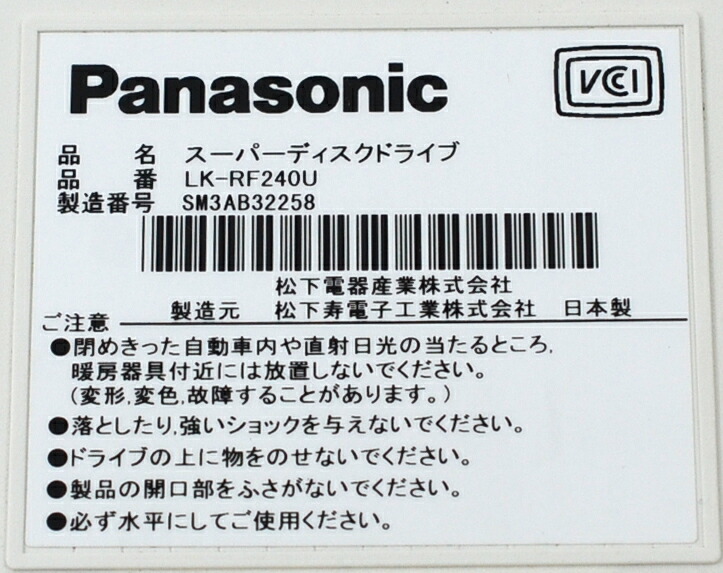 Panasonic
VCCI
品 名 スーパーディスクドライブ
品 番 LK-RF240U
製造番号 SM3AB32258
松下電器産業株式会社
製造元 松下寿電子工業株式会社 日本製
ご注意
●閉めきった自動車内や直射日光の当たるところ,
暖房器具付近には放置しないでください。
(変形,変色,故障することがあります。)
●落としたり,強いショックを与えないでください。
●ドライブの上に物をのせないでください。
●製品の開口部をふさがないでください。
●必ず水平にしてご使用ください。